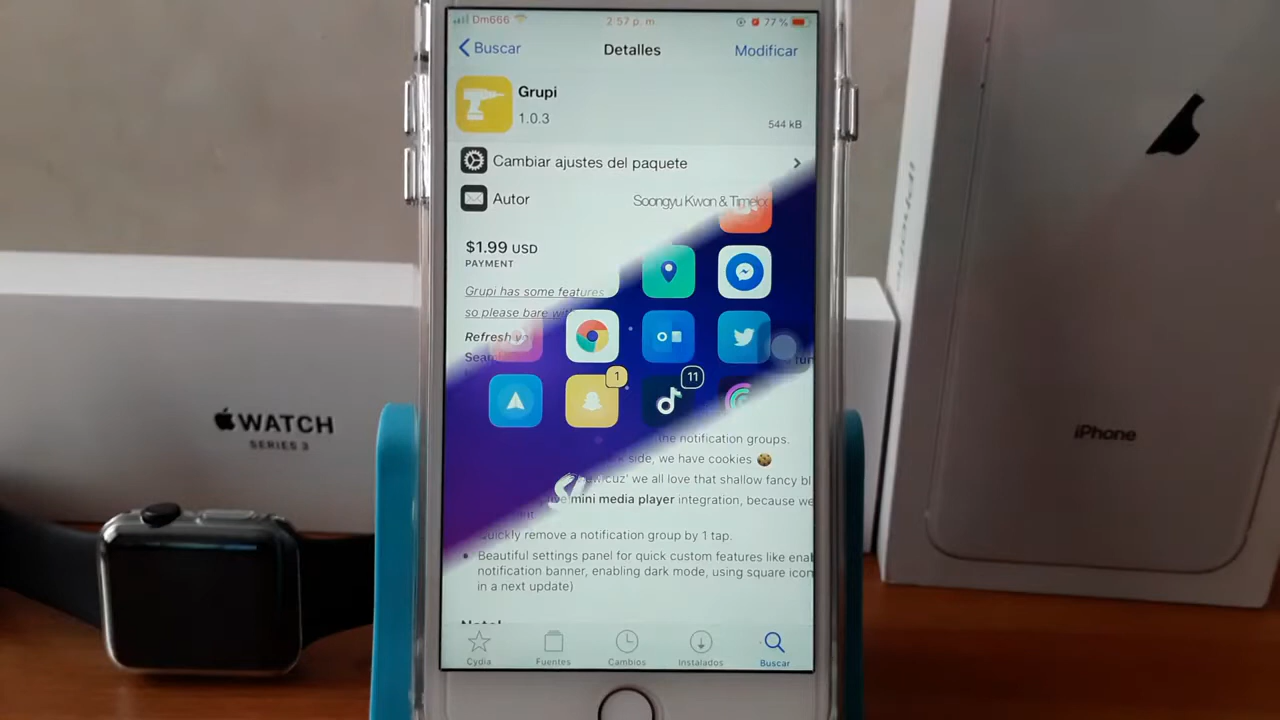 Dm666
2:57 p. m
77 %
Buscar
Detalles
Modificar
Grupi
1.0.3
544 kB
Cambiar ajustes del paquete
Autor
Soongyu Kwon &
$1.99 USD
PAYMENT
Grupi has some features
so please bare
Refresh
1
11
the notification groups.
side, we have cookies
we all love that shallow fancy bl
mini media player integration, because we
Quickly remove a notification group by 1 tap.
• Beautiful settings panel for quick custom features like enal
notification banner, enabling dark mode, using square icon
in a next update)
Cydia
Fuentes
Cambios
Instalados
Buscar
WATCH
SERIES 3
iPhone
iPhone